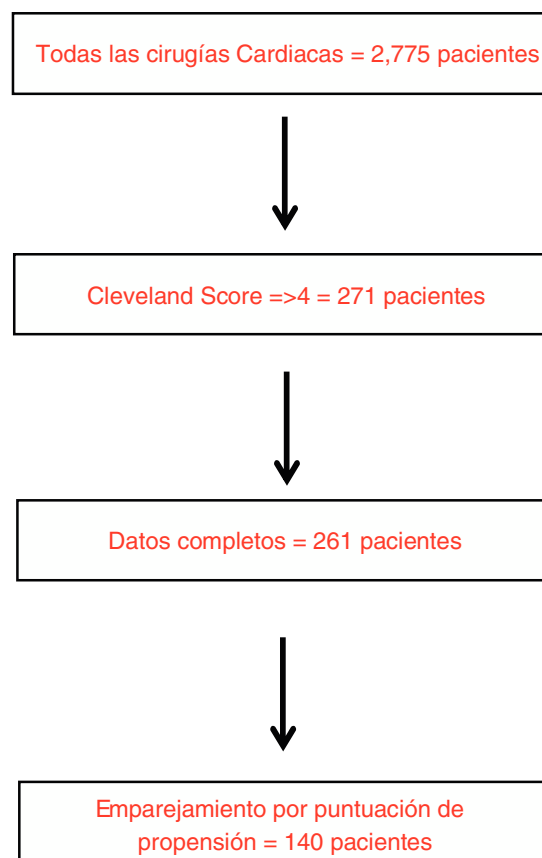 Todas las cirugías Cardiacas = 2,775 pacientes
Cleveland Score =>4 = 271 pacientes
Datos completos = 261 pacientes
Emparejamiento por puntuación de
propensión = 140 pacientes